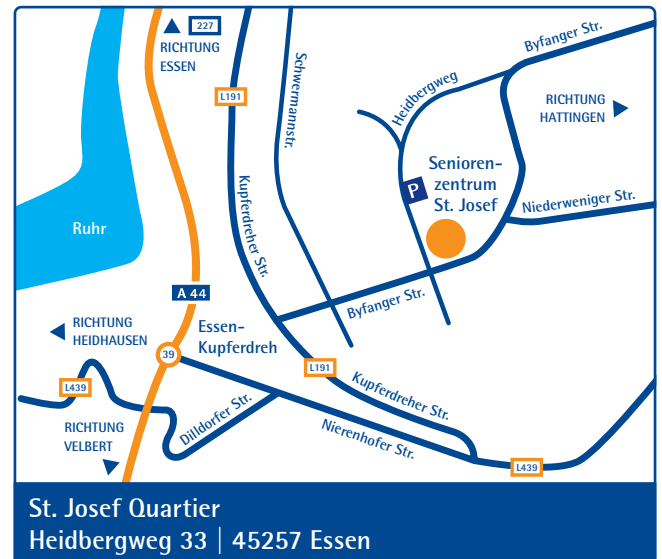 227
RICHTUNG
ESSEN
L191
Schwermannstr.
Byfanger Str.
Heidbergweg
RICHTUNG
HATTINGEN
P
Senioren-
zentrum
St. Josef
Niederweniger Str.
Kupferdreher Str.
Ruhr
A 44
Byfanger Str.
RICHTUNG
HEIDHAUSEN
Essen-
Kupferdreh
39
L191
L439
Kupferdreher Str.
Dilldorfer Str.
Nierenhofer Str.
RICHTUNG
VELBERT
L439
St. Josef Quartier
Heidbergweg 33 | 45257 Essen